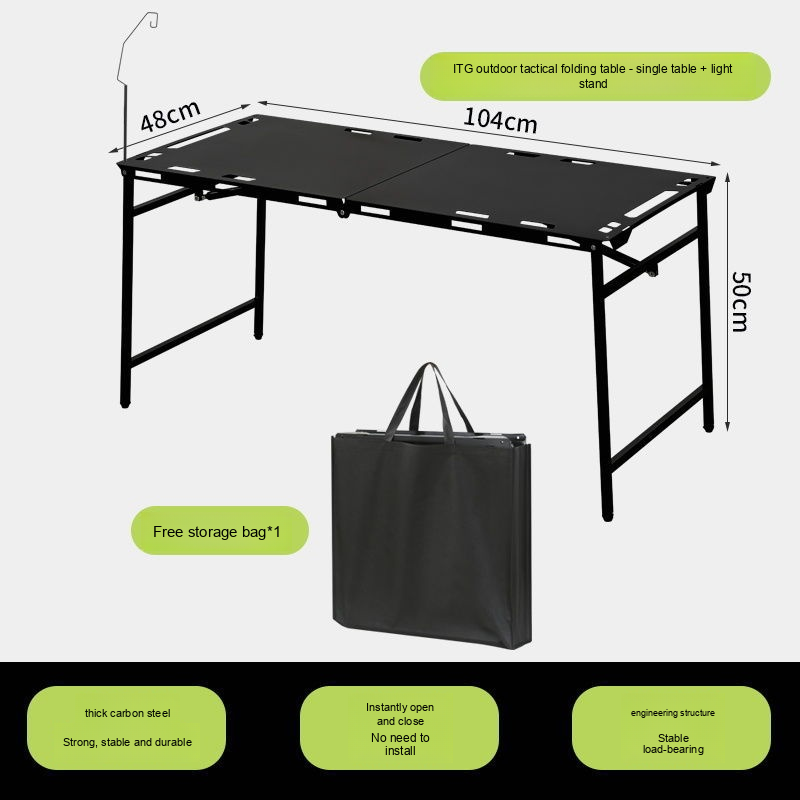 ITG outdoor tactical folding table - single table + light
stand
48cm
104cm
50cm
Free storage bag*1
thick carbon steel
Strong, stable and durable
Instantly open
and close
No need to
install
engineering structure
Stable
load-bearing